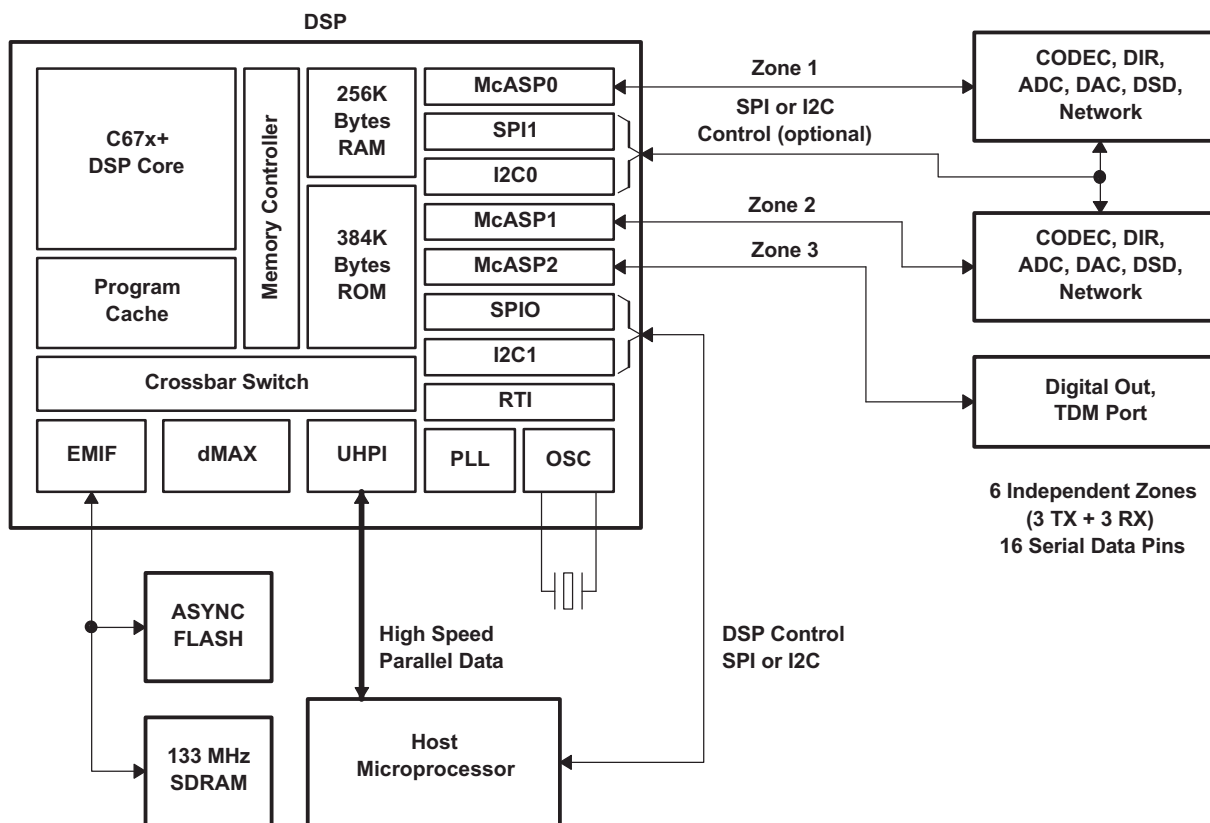 DSP
C67x+
DSP Core
Program
Cache
Memory Controller
256K
Bytes
RAM
384K
Bytes
ROM
McASP0
SPI1
I2C0
McASP1
McASP2
SPIO
I2C1
RTI
Crossbar Switch
EMIF
dMAX
UHPI
PLL
OSC
Zone 1
SPI or I2C
Control (optional)
Zone 2
Zone 3
CODEC, DIR,
ADC, DAC, DSD,
Network
CODEC, DIR,
ADC, DAC, DSD,
Network
Digital Out,
TDM Port
6 Independent Zones
(3 TX + 3 RX)
16 Serial Data Pins
ASYNC
FLASH
133 MHz
SDRAM
High Speed
Parallel Data
Host
Microprocessor
DSP Control
SPI or I2C